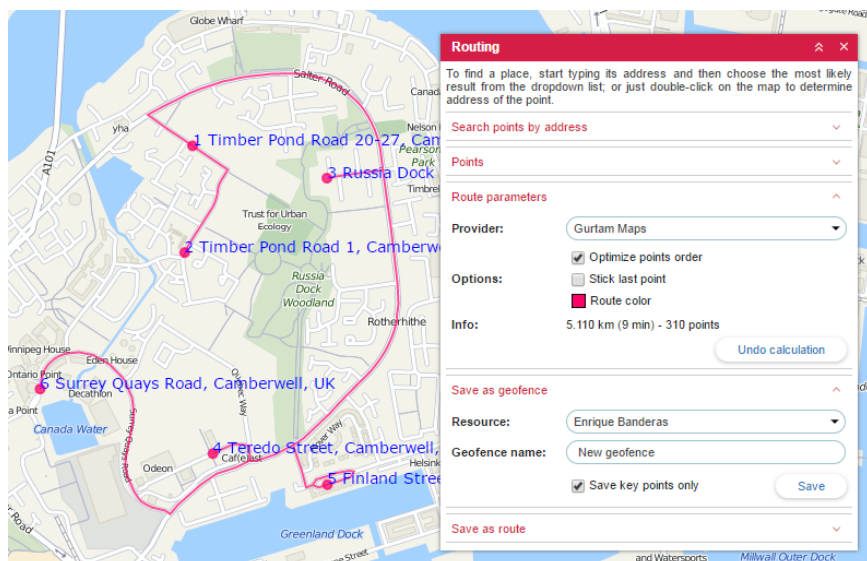 Globe Wharf
Salter Road
Canada
yha
A101
1 Timber Pond Road 20-27, Cam
Nelson
Pearson
Park
3 Russia Dock
Timbrel
Trust for Urban
Ecology
2 Timber Pond Road 1, Camberwe
Russia
Dock
Woodland
Rotherhithe
Winnipeg House
Eden House
Ontario Point
6 Surrey Quays Road, Camberwell, UK
Decathlon
a Point
Quebec Way
Canada Water
Surrey Quays Road
over Way
4 Teredo Street, Camberwell,
Odeon
Helsink
5 Finland Stree
Greenland Dock
Street
and Watersports
Millwall Outer Dock
Routing
To find a place, start typing its address and then choose the most likely
result from the dropdown list; or just double-click on the map to determine
address of the point.
Search points by address
Points
Route parameters
Provider:
Gurtam Maps
Optimize points order
Options:
Stick last point
Route color
Info:
5.110 km (9 min) - 310 points
Undo calculation
Save as geofence
Resource:
Enrique Banderas
Geofence name:
New geofence
Save key points only
Save
Save as route